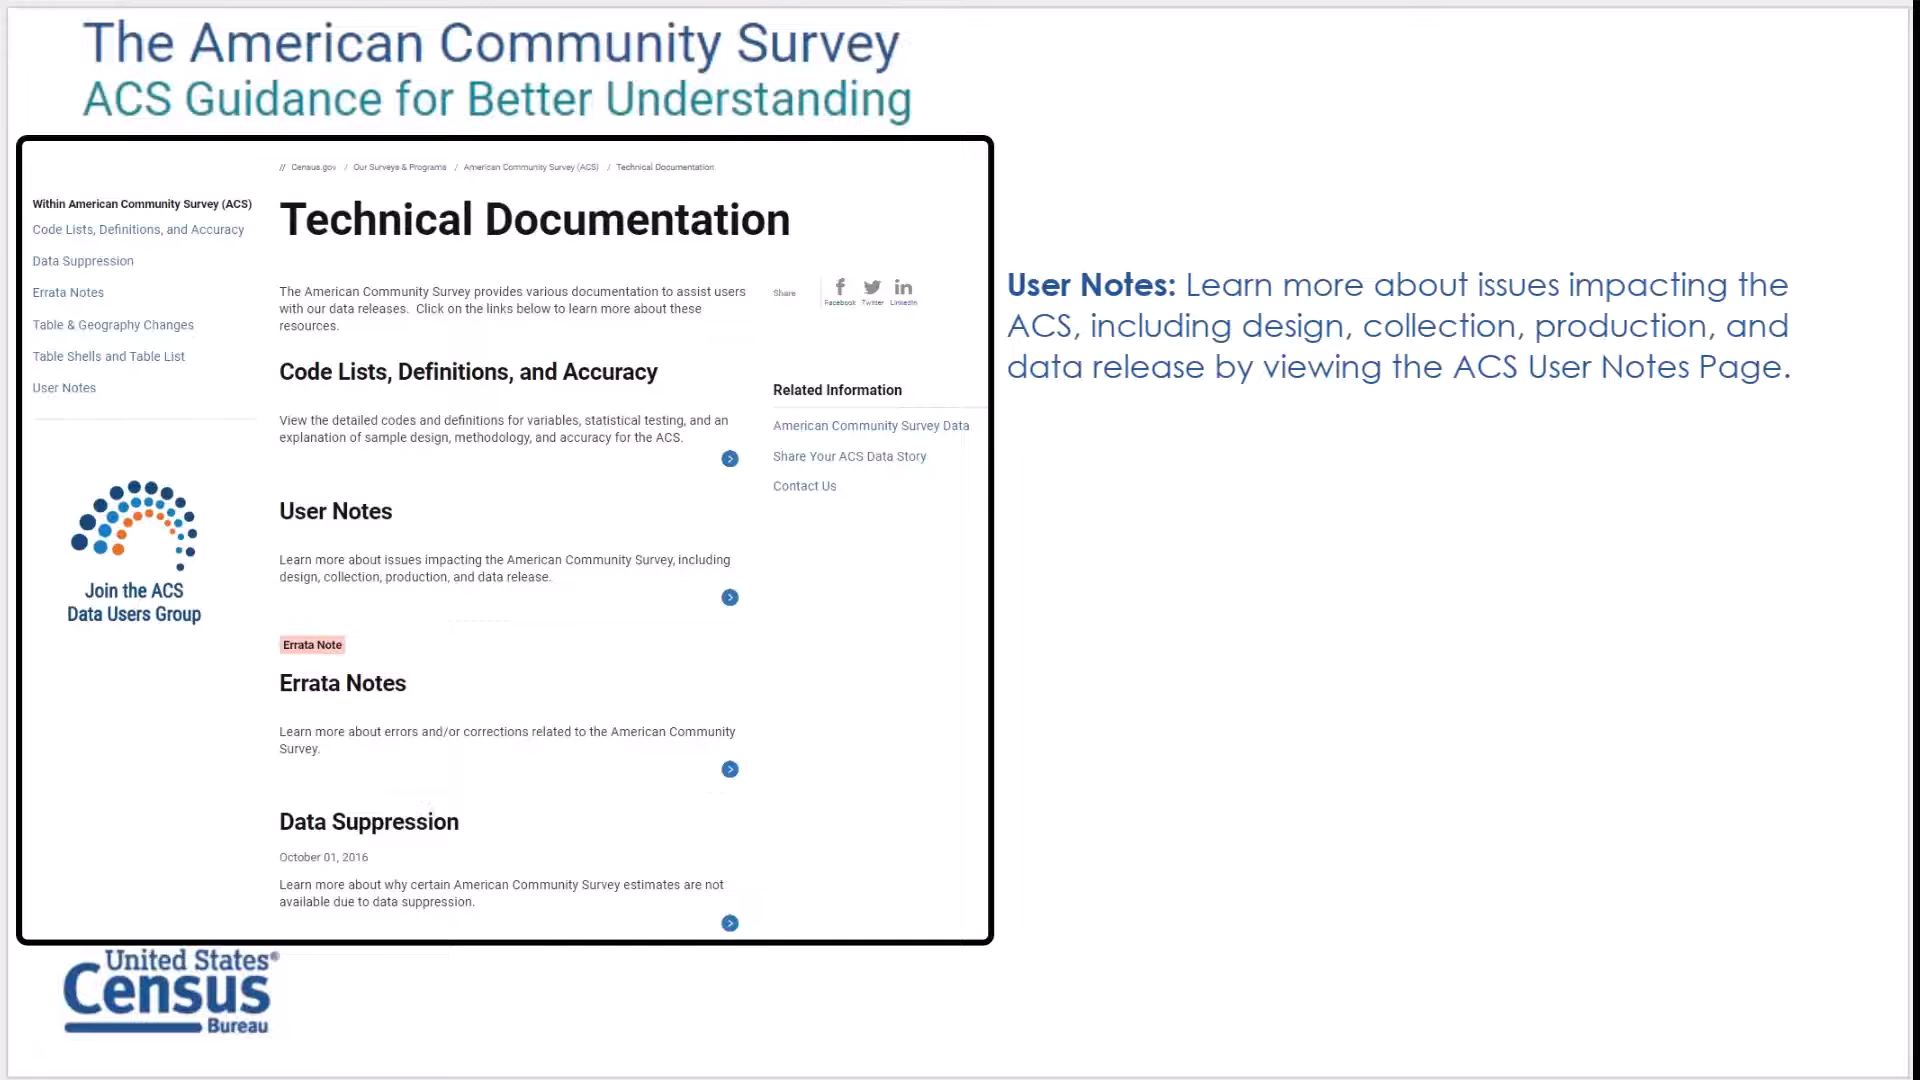 The American Community Survey
ACS Guidance for Better Understanding
// Census.gov / Our Surveys & Programs / American Community Survey (ACS) / Technical Documentation
Within American Community Survey (ACS)
Code Lists, Definitions, and Accuracy
Data Suppression
Errata Notes
Table & Geography Changes
Table Shells and Table List
User Notes
Join the ACS
Data Users Group
Technical Documentation
The American Community Survey provides various documentation to assist users
with our data releases. Click on the links below to learn more about these
resources.
Share
Facebook Twitter LinkedIn
Code Lists, Definitions, and Accuracy
View the detailed codes and definitions for variables, statistical testing, and an
explanation of sample design, methodology, and accuracy for the ACS.
User Notes
Learn more about issues impacting the American Community Survey, including
design, collection, production, and data release.
Errata Note
Errata Notes
Learn more about errors and/or corrections related to the American Community
Survey.
Data Suppression
October 01, 2016
Learn more about why certain American Community Survey estimates are not
available due to data suppression.
Related Information
American Community Survey Data
Share Your ACS Data Story
Contact Us
User Notes: Learn more about issues impacting the
ACS, including design, collection, production, and
data release by viewing the ACS User Notes Page.
United States®
Census
Bureau